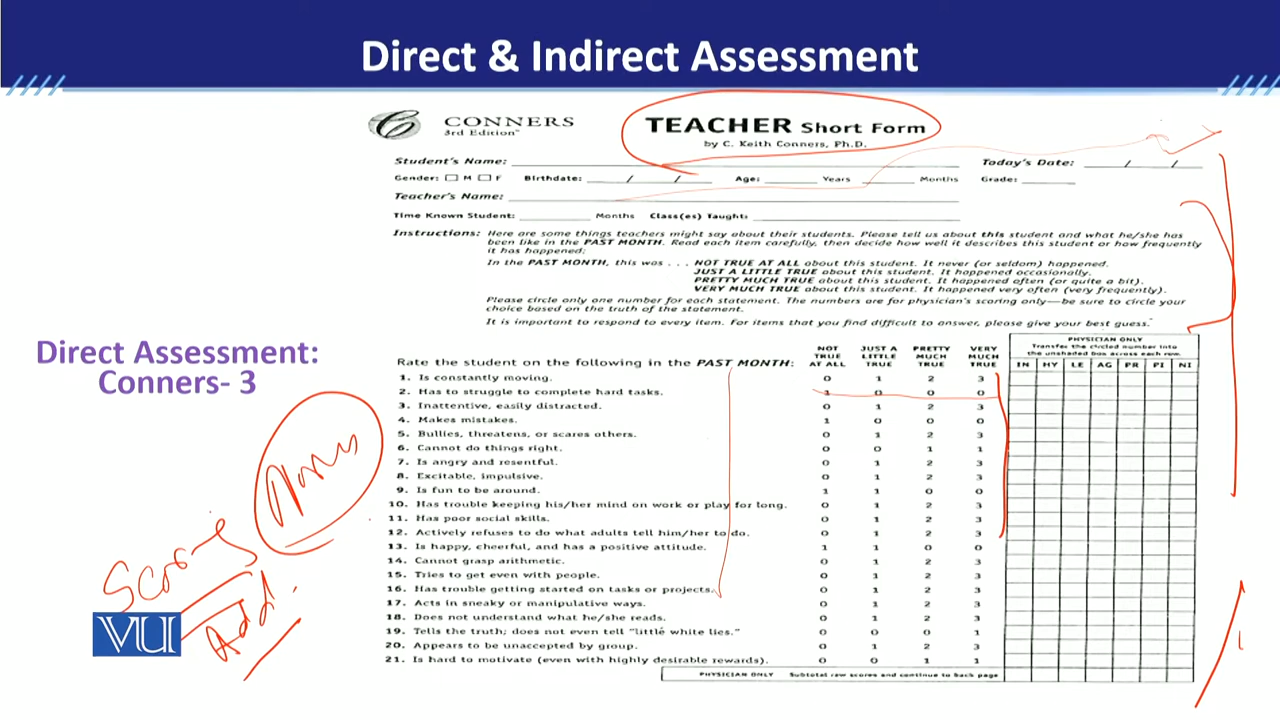 Direct & Indirect Assessment
CONNERS
3rd Edition™
TEACHER Short Form
by C. Keith Conners, Ph.D.
Student's Name:
Today's Date: / /
Gender: M F Birthdate: / / Age: Years Months Grade:
Teacher's Name:
Time Known Student: Months Class(es) Taught:
Instructions: Here are some things teachers might say about their students. Please tell us about this student and what he/she has
been like in the PAST MONTH. Read each item carefully, then decide how well it describes this student or how frequently
it has happened:
In the PAST MONTH, this was . . . NOT TRUE AT ALL about this student. It never (or seldom) happened.
JUST A LITTLE TRUE about this student. It happened occasionally.
PRETTY MUCH TRUE about this student. It happened often (or quite a bit).
VERY MUCH TRUE about this student. It happened very often (very frequently).
Please circle only one number for each statement. The numbers are for physician's scoring only—be sure to circle your
choice based on the truth of the statement.
It is important to respond to every item. For items that you find difficult to answer, please give your best guess.
Direct Assessment:
Conners- 3
PHYSICIAN ONLY
Transfer the circled number into
the unshaded box across each row.
NOT JUST A PRETTY VERY
TRUE LITTLE MUCH MUCH
AT ALL TRUE TRUE TRUE
IN HY LE AG PR PI NI
Rate the student on the following in the PAST MONTH:
1. Is constantly moving. 0 1 2 3
2. Has to struggle to complete hard tasks. 1 0 0 0
3. Inattentive, easily distracted. 0 1 2 3
4. Makes mistakes. 1 0 0 0
5. Bullies, threatens, or scares others. 0 1 2 3
6. Cannot do things right. 0 0 1 1
7. Is angry and resentful. 0 1 2 3
8. Excitable, impulsive. 0 1 2 3
9. Is fun to be around. 1 1 0 0
10. Has trouble keeping his/her mind on work or play for long. 0 1 2 3
11. Has poor social skills. 0 1 2 3
12. Actively refuses to do what adults tell him/her to do. 0 1 2 3
13. Is happy, cheerful, and has a positive attitude. 1 1 0 0
14. Cannot grasp arithmetic. 0 1 2 3
15. Tries to get even with people. 0 1 2 3
16. Has trouble getting started on tasks or projects. 0 1 2 3
17. Acts in sneaky or manipulative ways. 0 1 2 3
18. Does not understand what he/she reads. 0 1 2 3
19. Tells the truth; does not even tell "little white lies." 0 0 0 1
20. Appears to be unaccepted by group. 0 1 2 3
21. Is hard to motivate (even with highly desirable rewards). 0 0 1 1
PHYSICIAN ONLY Subtotal raw scores and continue to back page
Norms
Scoring
Add.
VU